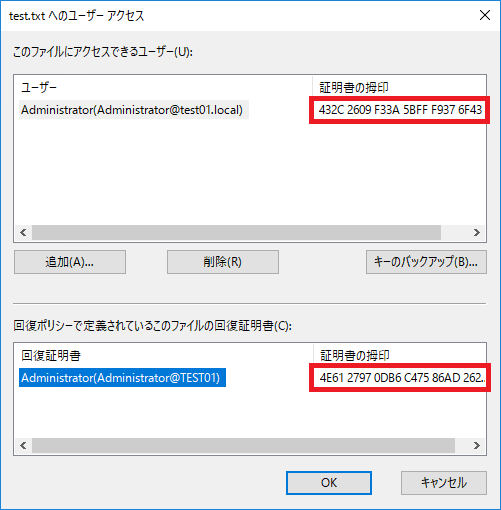 test.txt へのユーザー アクセス
このファイルにアクセスできるユーザー(U):
ユーザー 証明書の拇印
Administrator(Administrator@test01.local) 432C 2609 F33A 5BFF F937 6F43
追加(A)... 削除(R) キーのバックアップ(B)...
回復ポリシーで定義されているこのファイルの回復証明書(C):
回復証明書 証明書の拇印
Administrator(Administrator@TEST01) 4E61 2797 0DB6 C475 86AD 262...
OK キャンセル